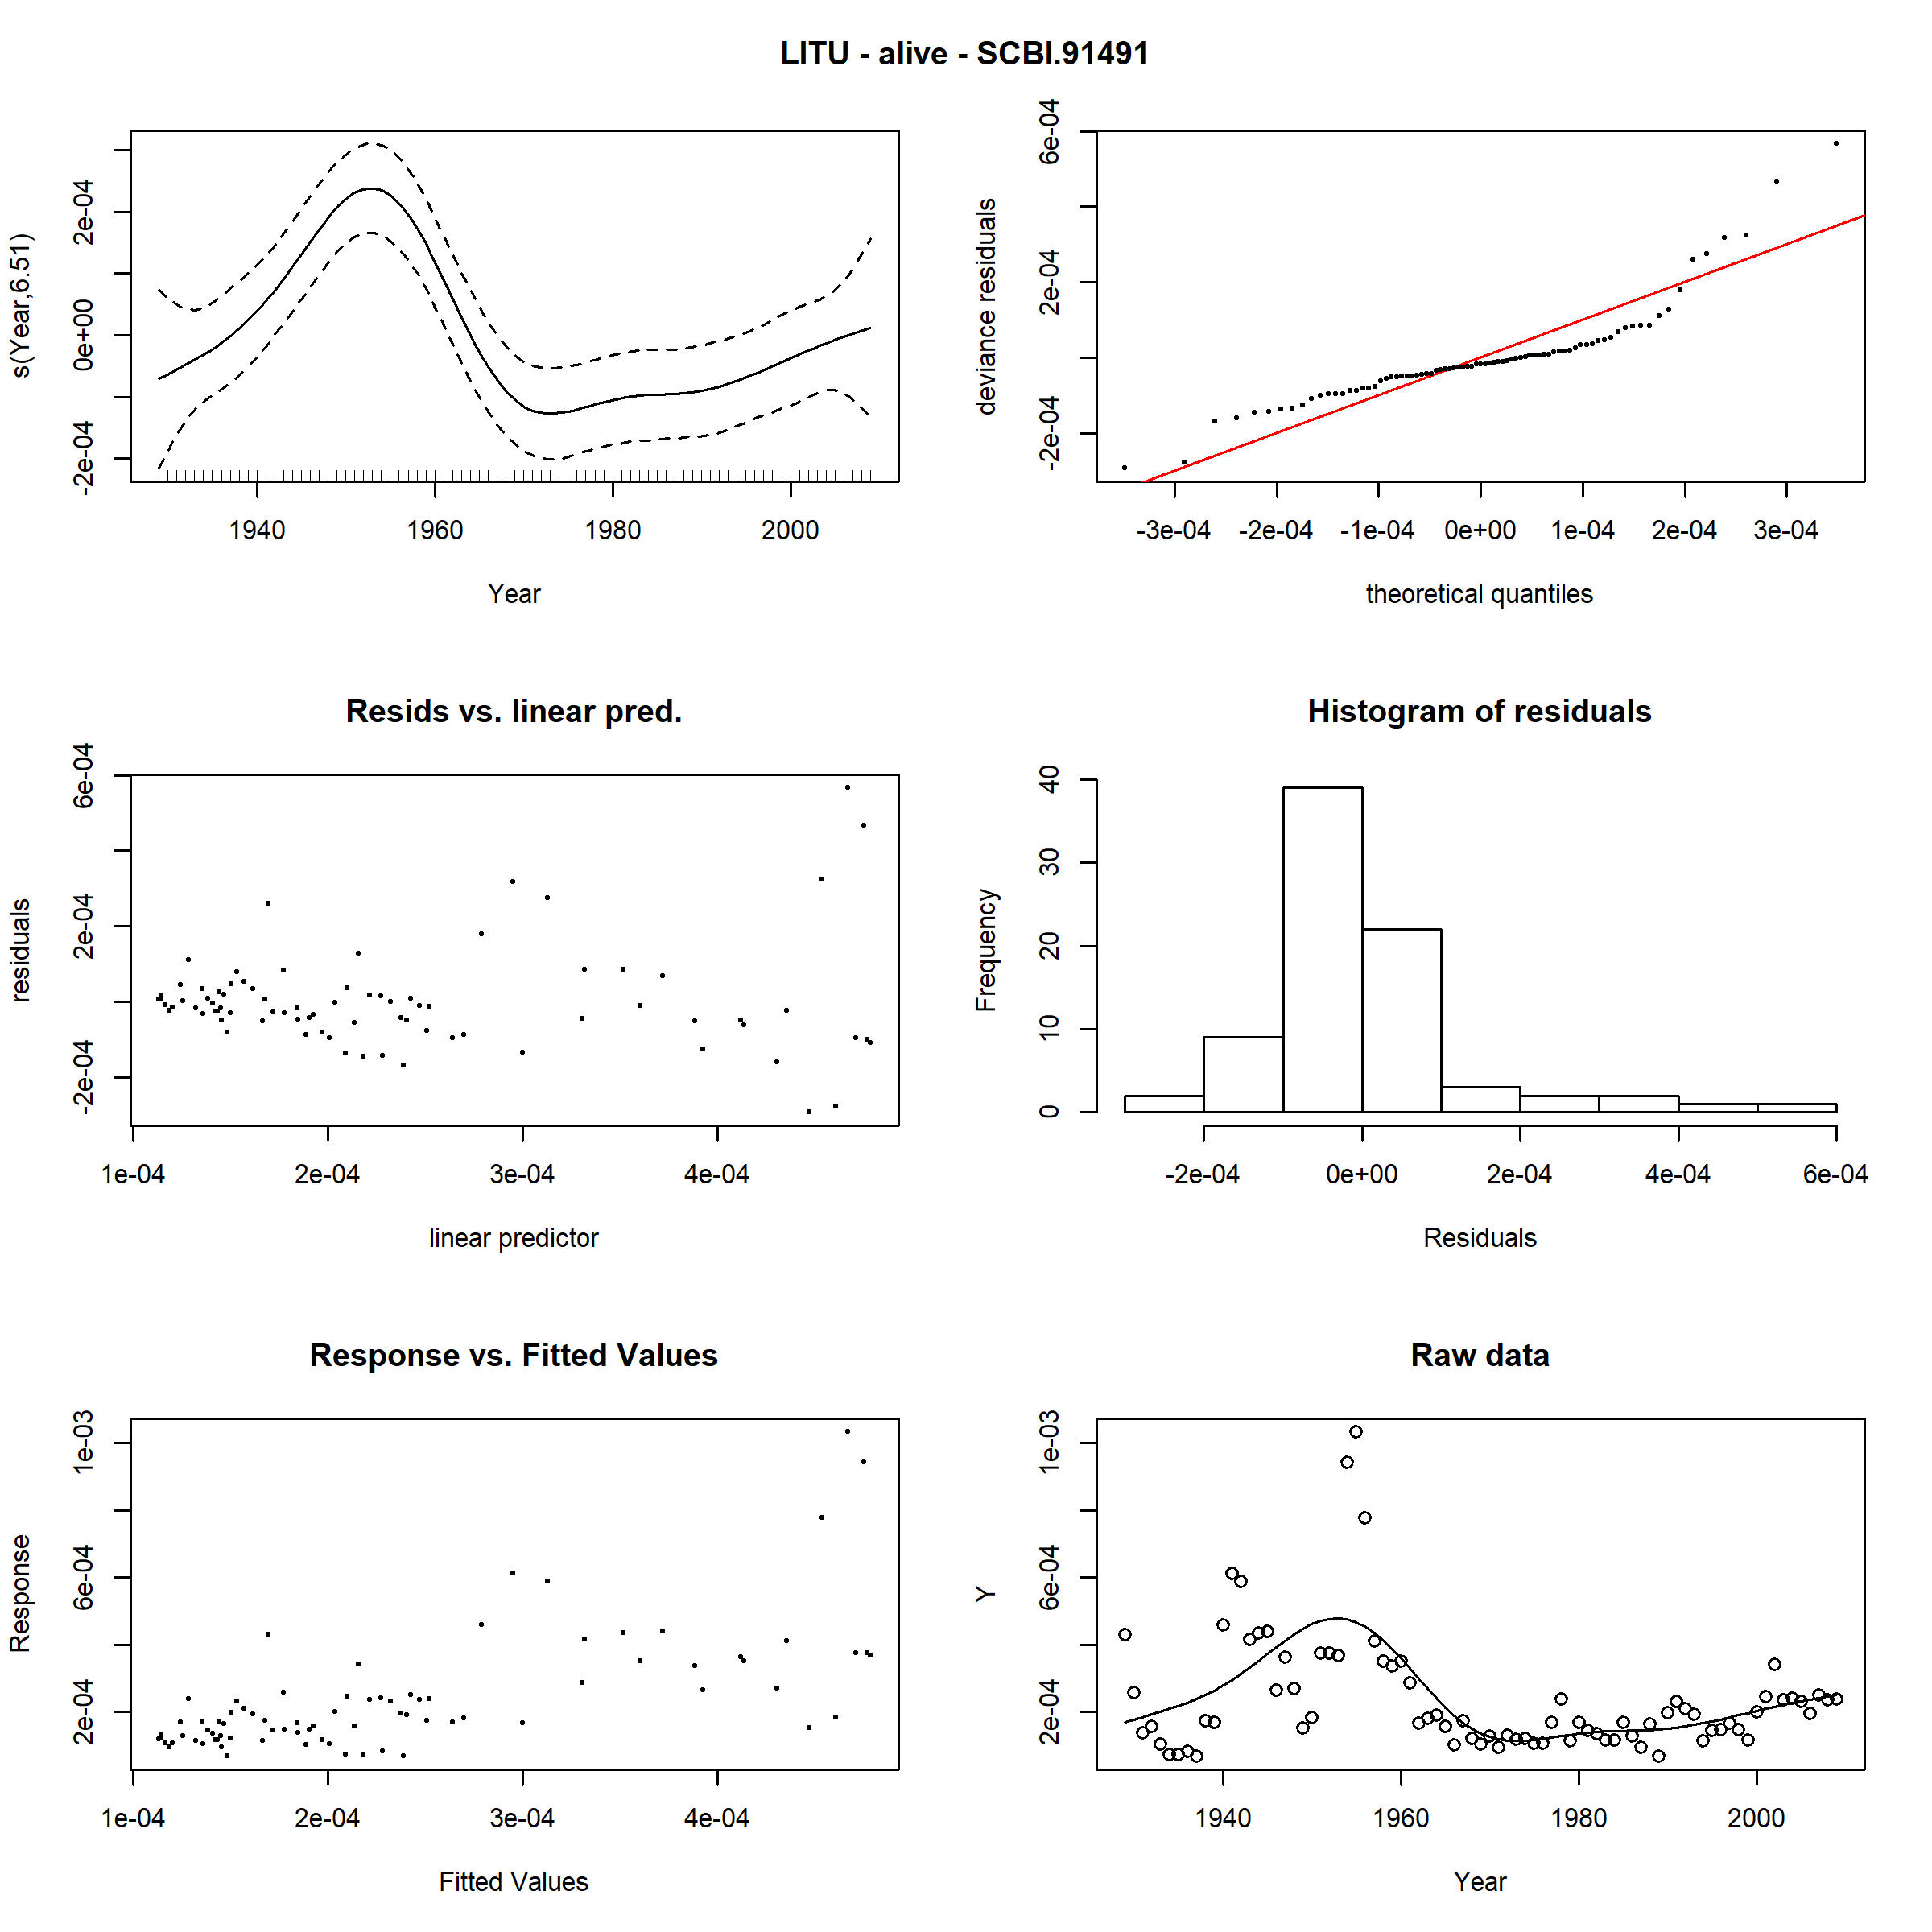 LITU - alive - SCBI.91491
s(Year,6.51)
2e-04
0e+00
-2e-04
1940 1960 1980 2000
Year
deviance residuals
6e-04
2e-04
-2e-04
-3e-04 -2e-04 -1e-04 0e+00 1e-04 2e-04 3e-04
theoretical quantiles
Resids vs. linear pred.
residuals
6e-04
2e-04
-2e-04
1e-04 2e-04 3e-04 4e-04
linear predictor
Histogram of residuals
Frequency
40
30
20
10
0
-2e-04 0e+00 2e-04 4e-04 6e-04
Residuals
Response vs. Fitted Values
Response
1e-03
6e-04
2e-04
1e-04 2e-04 3e-04 4e-04
Fitted Values
Raw data
Y
1e-03
6e-04
2e-04
1940 1960 1980 2000
Year